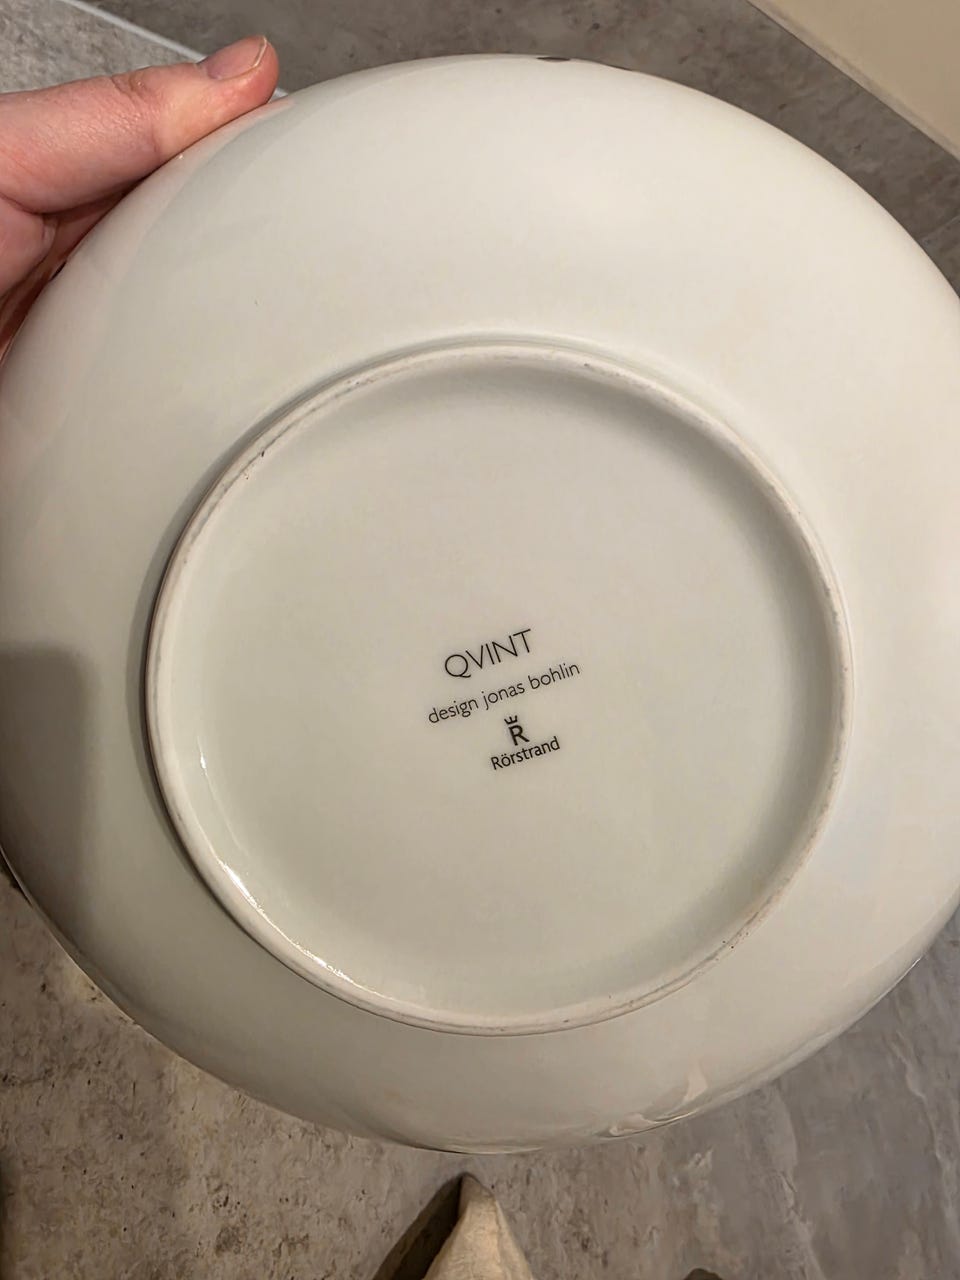 QVINT
design jonas bohlin
R
Rörstrand